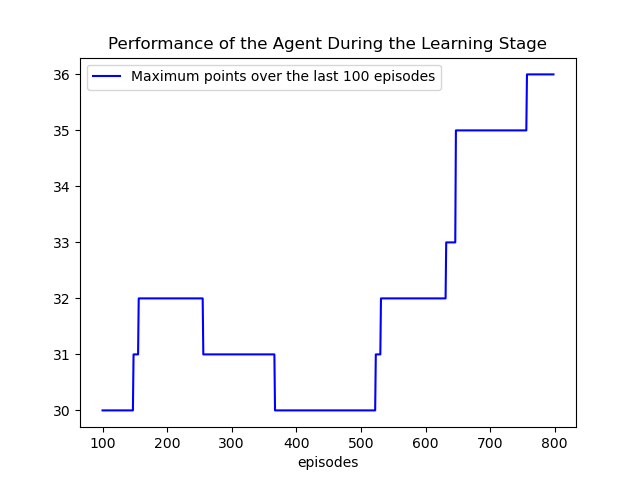 Performance of the Agent During the Learning Stage
Maximum points over the last 100 episodes
36
35
34
33
32
31
30
100 200 300 400 500 600 700 800
episodes